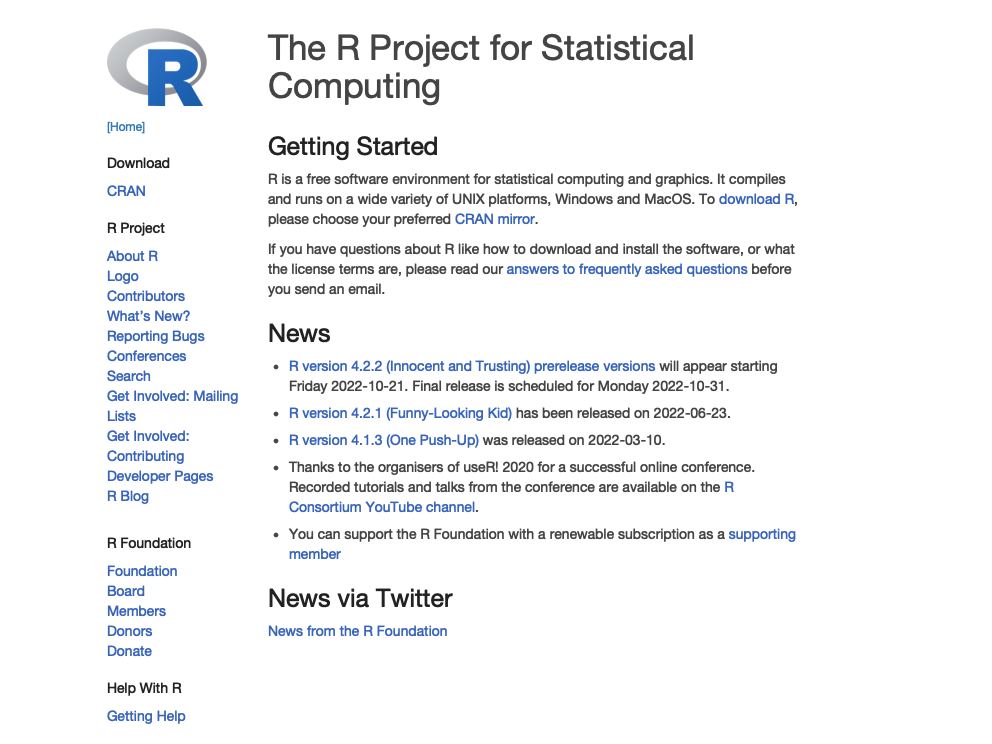 R
[Home]
Download
CRAN
R Project
About R
Logo
Contributors
What's New?
Reporting Bugs
Conferences
Search
Get Involved: Mailing
Lists
Get Involved:
Contributing
Developer Pages
R Blog
R Foundation
Foundation
Board
Members
Donors
Donate
Help With R
Getting Help
The R Project for Statistical
Computing
Getting Started
R is a free software environment for statistical computing and graphics. It compiles
and runs on a wide variety of UNIX platforms, Windows and MacOS. To download R,
please choose your preferred CRAN mirror.
If you have questions about R like how to download and install the software, or what
the license terms are, please read our answers to frequently asked questions before
you send an email.
News
• R version 4.2.2 (Innocent and Trusting) prerelease versions will appear starting
Friday 2022-10-21. Final release is scheduled for Monday 2022-10-31.
• R version 4.2.1 (Funny-Looking Kid) has been released on 2022-06-23.
• R version 4.1.3 (One Push-Up) was released on 2022-03-10.
• Thanks to the organisers of useR! 2020 for a successful online conference.
Recorded tutorials and talks from the conference are available on the R
Consortium YouTube channel.
• You can support the R Foundation with a renewable subscription as a supporting
member
News via Twitter
News from the R Foundation